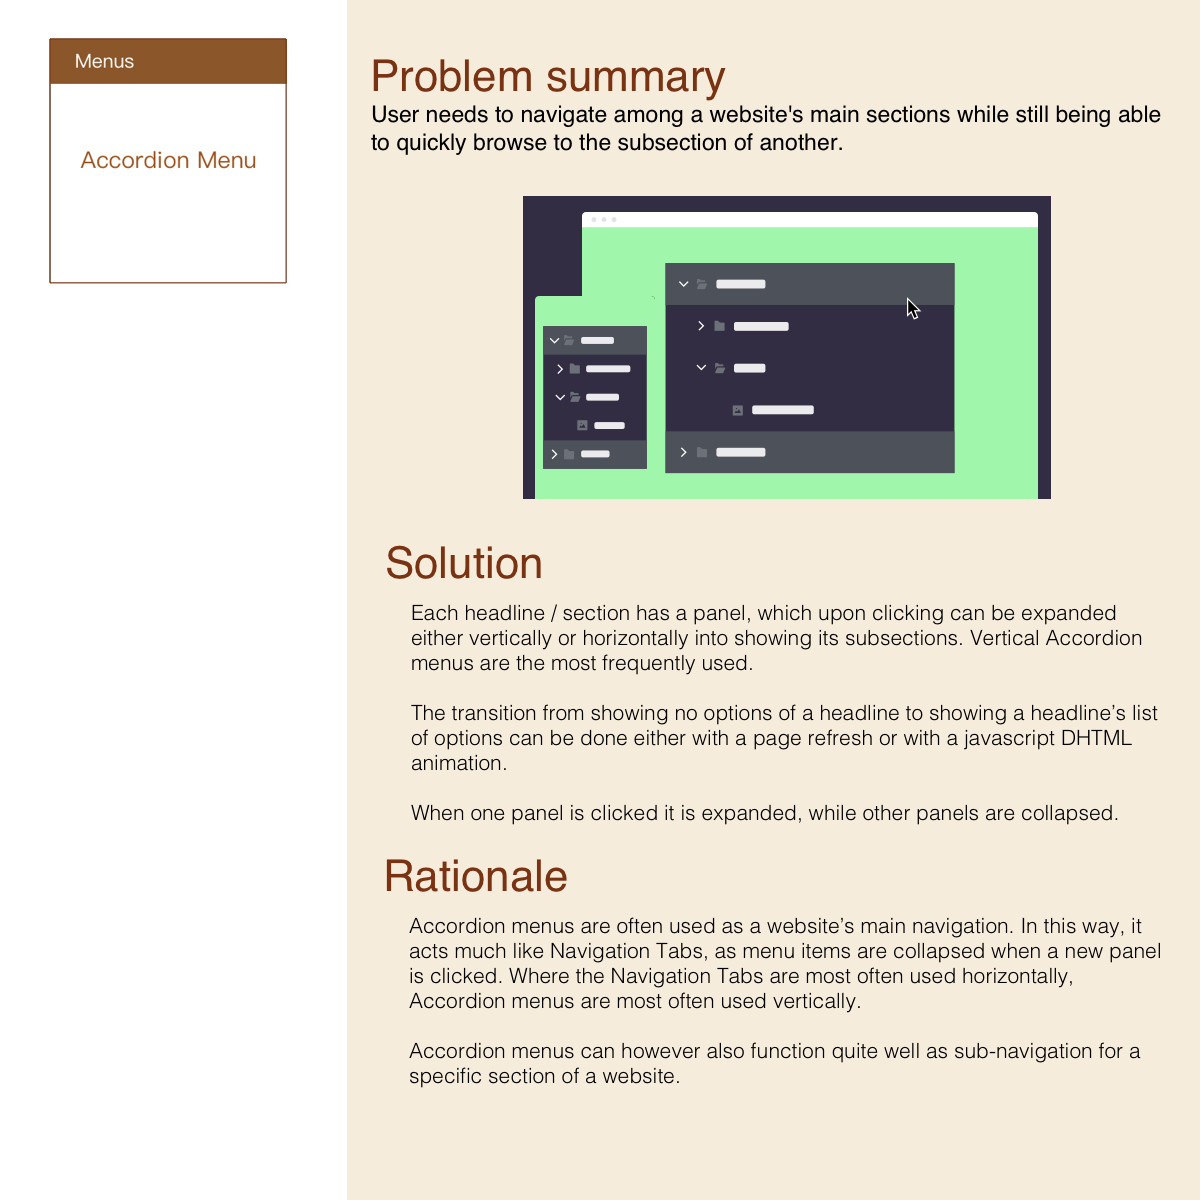 Menus
Accordion Menu
Problem summary
User needs to navigate among a website's main sections while still being able
to quickly browse to the subsection of another.
Solution
Each headline / section has a panel, which upon clicking can be expanded
either vertically or horizontally into showing its subsections. Vertical Accordion
menus are the most frequently used.
The transition from showing no options of a headline to showing a headline’s list
of options can be done either with a page refresh or with a javascript DHTML
animation.
When one panel is clicked it is expanded, while other panels are collapsed.
Rationale
Accordion menus are often used as a website’s main navigation. In this way, it
acts much like Navigation Tabs, as menu items are collapsed when a new panel
is clicked. Where the Navigation Tabs are most often used horizontally,
Accordion menus are most often used vertically.
Accordion menus can however also function quite well as sub-navigation for a
specific section of a website.